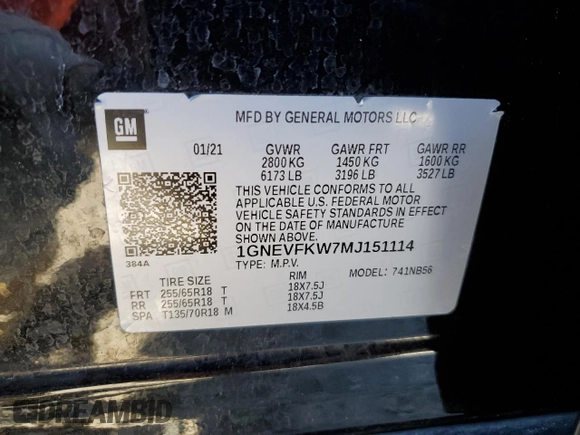 GM
MFD BY GENERAL MOTORS LLC
01/21 GVWR GAWR FRT GAWR RR
2800 KG 1450 KG 1600 KG
6173 LB 3196 LB 3527 LB
THIS VEHICLE CONFORMS TO ALL
APPLICABLE U.S. FEDERAL MOTOR
VEHICLE SAFETY STANDARDS IN EFFECT
ON THE DATE OF MANUFACTURE
SHOWN ABOVE.
384A
1GNEVFKW7MJ151114
TYPE: M.P.V. MODEL: 741NB56
TIRE SIZE RIM
FRT 255/65R18 T 18X7.5J
RR 255/65R18 T 18X7.5J
SPA T135/70R18 M 18X4.5B
DREAMBID